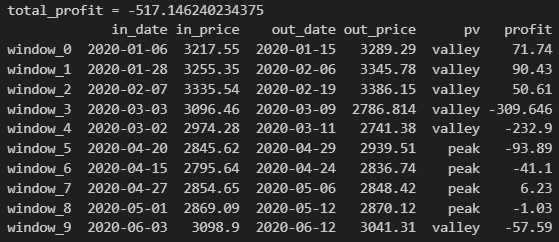 total_profit = -517.146240234375
in_date in_price out_date out_price pv profit
window_0 2020-01-06 3217.55 2020-01-15 3289.29 valley 71.74
window_1 2020-01-28 3255.35 2020-02-06 3345.78 valley 90.43
window_2 2020-02-07 3335.54 2020-02-19 3386.15 valley 50.61
window_3 2020-03-03 3096.46 2020-03-09 2786.814 valley -309.646
window_4 2020-03-02 2974.28 2020-03-11 2741.38 valley -232.9
window_5 2020-04-20 2845.62 2020-04-29 2939.51 peak -93.89
window_6 2020-04-15 2795.64 2020-04-24 2836.74 peak -41.1
window_7 2020-04-27 2854.65 2020-05-06 2848.42 peak 6.23
window_8 2020-05-01 2869.09 2020-05-12 2870.12 peak -1.03
window_9 2020-06-03 3098.9 2020-06-12 3041.31 valley -57.59